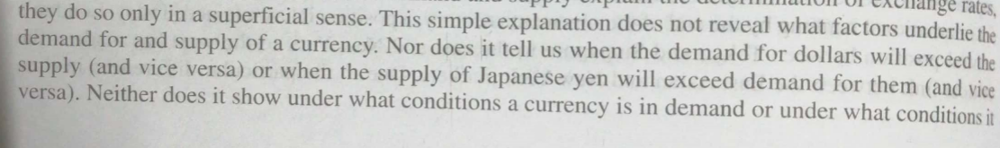 exchange rates,
they do so only in a superficial sense. This simple explanation does not reveal what factors underlie the
demand for and supply of a currency. Nor does it tell us when the demand for dollars will exceed the
supply (and vice versa) or when the supply of Japanese yen will exceed demand for them (and vice
versa). Neither does it show under what conditions a currency is in demand or under what conditions it